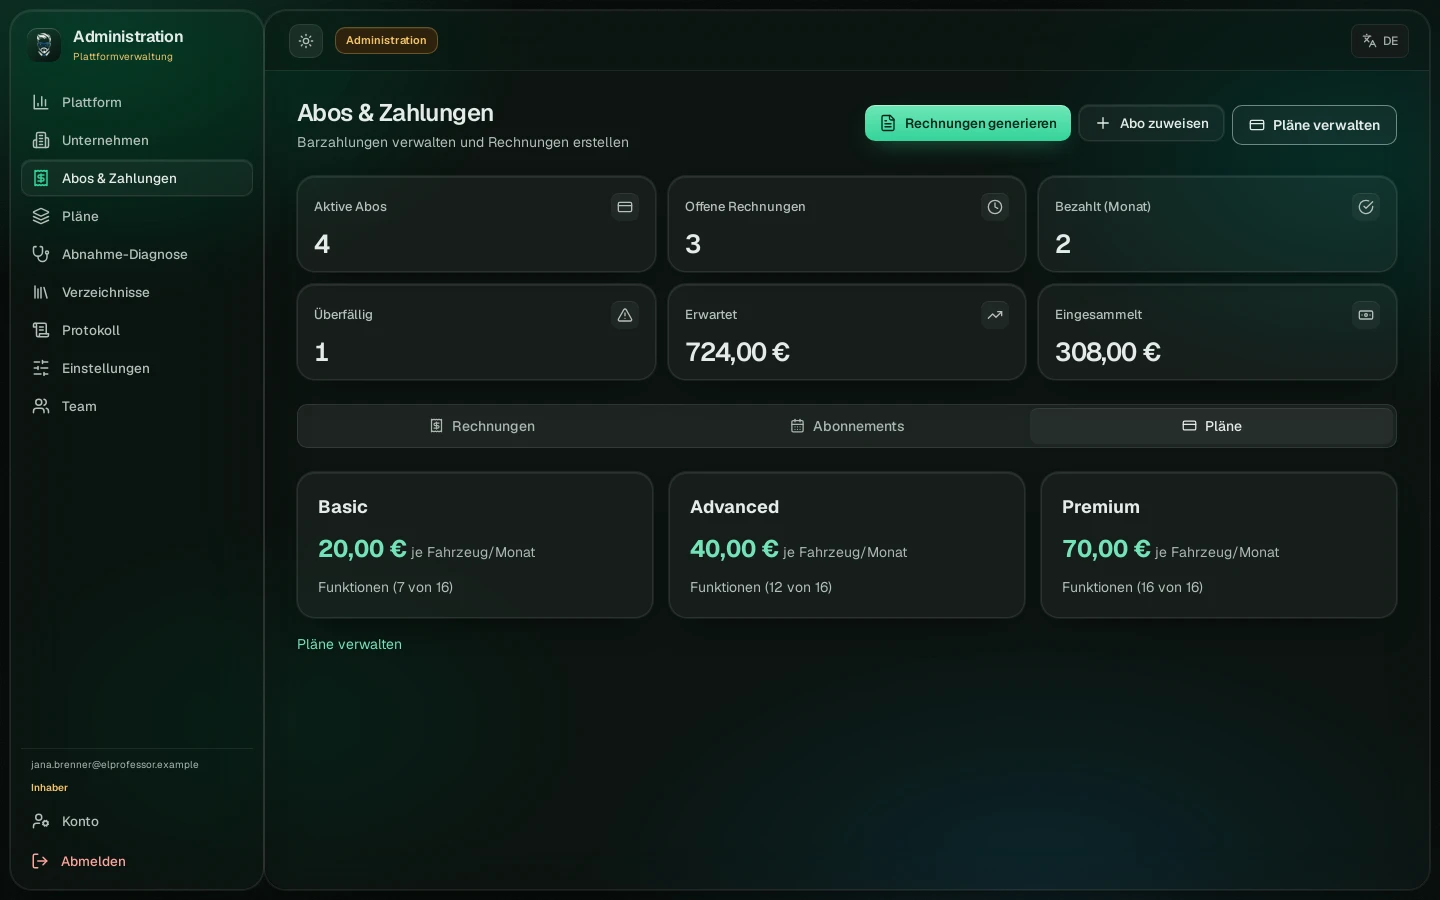 Administration
Plattformverwaltung
Plattform
Unternehmen
Abos & Zahlungen
Pläne
Abnahme-Diagnose
Verzeichnisse
Protokoll
Einstellungen
Team
jana.brenner@elprofessor.example
Inhaber
Konto
Abmelden
Administration
DE
Abos & Zahlungen
Barzahlungen verwalten und Rechnungen erstellen
Rechnungen generieren
Abo zuweisen
Pläne verwalten
Aktive Abos
4
Offene Rechnungen
3
Bezahlt (Monat)
2
Überfällig
1
Erwartet
724,00 €
Eingesammelt
308,00 €
Rechnungen
Abonnements
Pläne
Basic
20,00 € je Fahrzeug/Monat
Funktionen (7 von 16)
Advanced
40,00 € je Fahrzeug/Monat
Funktionen (12 von 16)
Premium
70,00 € je Fahrzeug/Monat
Funktionen (16 von 16)
Pläne verwalten